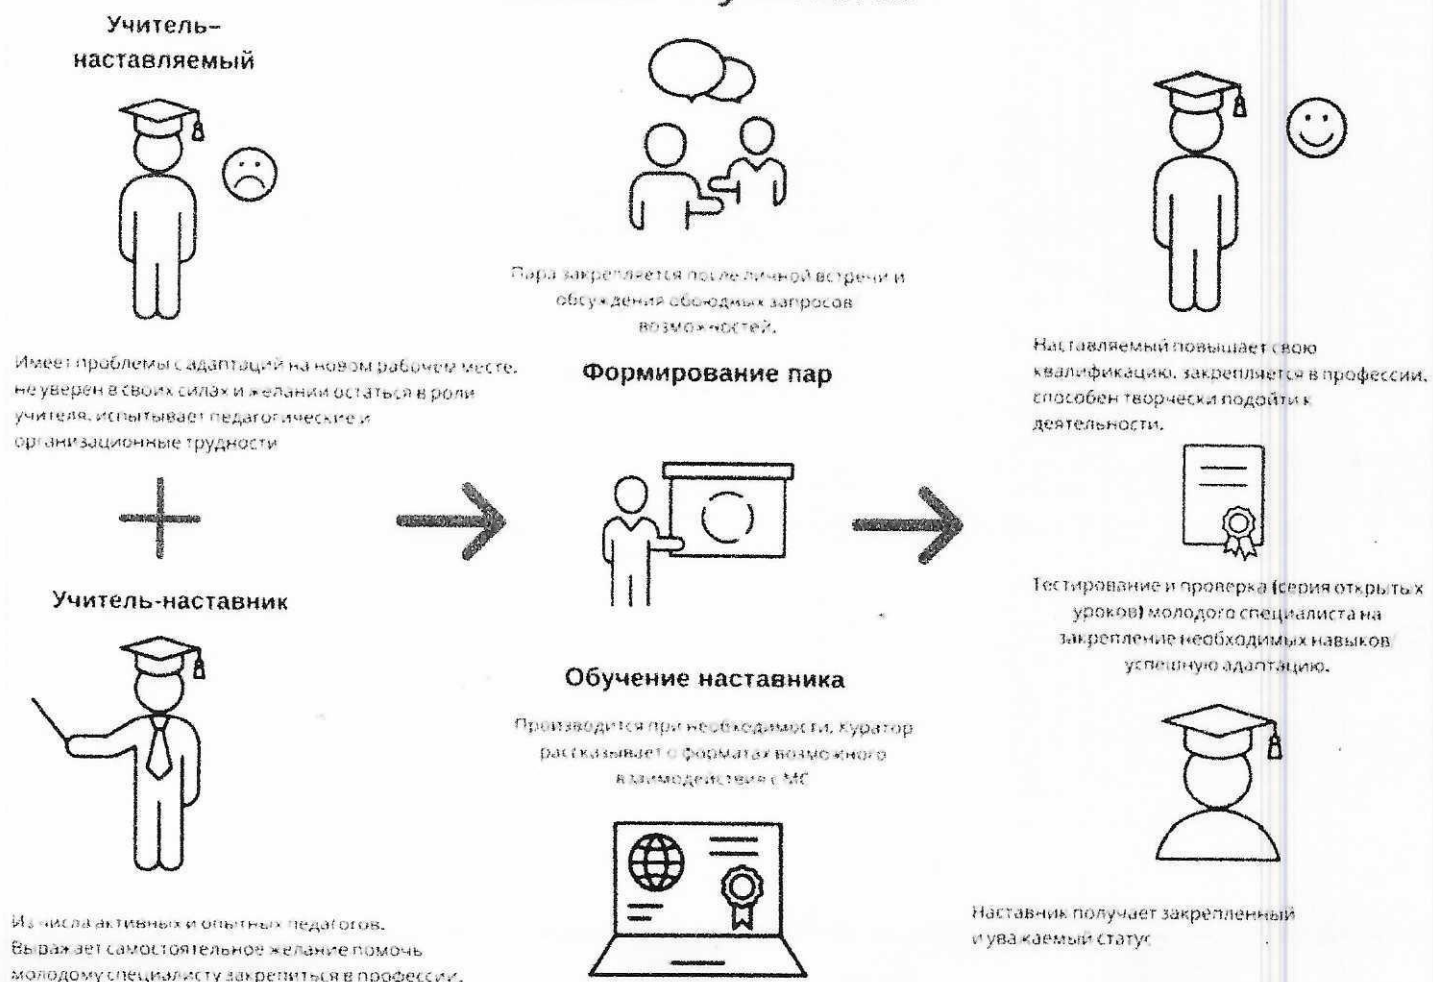 Учитель–
наставляемый
Имеет проблемы с адаптаций на новом рабочем месте,
не уверен в своих силах и желании остаться в роли
учителя, испытывает педагогические и
организационные трудности
Учитель-наставник
Из числа активных и опытных педагогов.
Выражает самостоятельное желание помочь
молодому специалисту закрепиться в профессии.
Пара закрепляется после личной встречи и
обсуждения обоюдных запросов
возможностей.
Формирование пар
Обучение наставника
Производится при необходимости. Куратор
рассказывает о форматах возможного
взаимодействия с МС
Наставляемый повышает свою
квалификацию, закрепляется в профессии,
способен творчески подойти к
деятельности.
Тестирование и проверка (серия открытых
уроков) молодого специалиста на
закрепление необходимых навыков/
успешную адаптацию.
Наставник получает закрепленный
и уважаемый статус